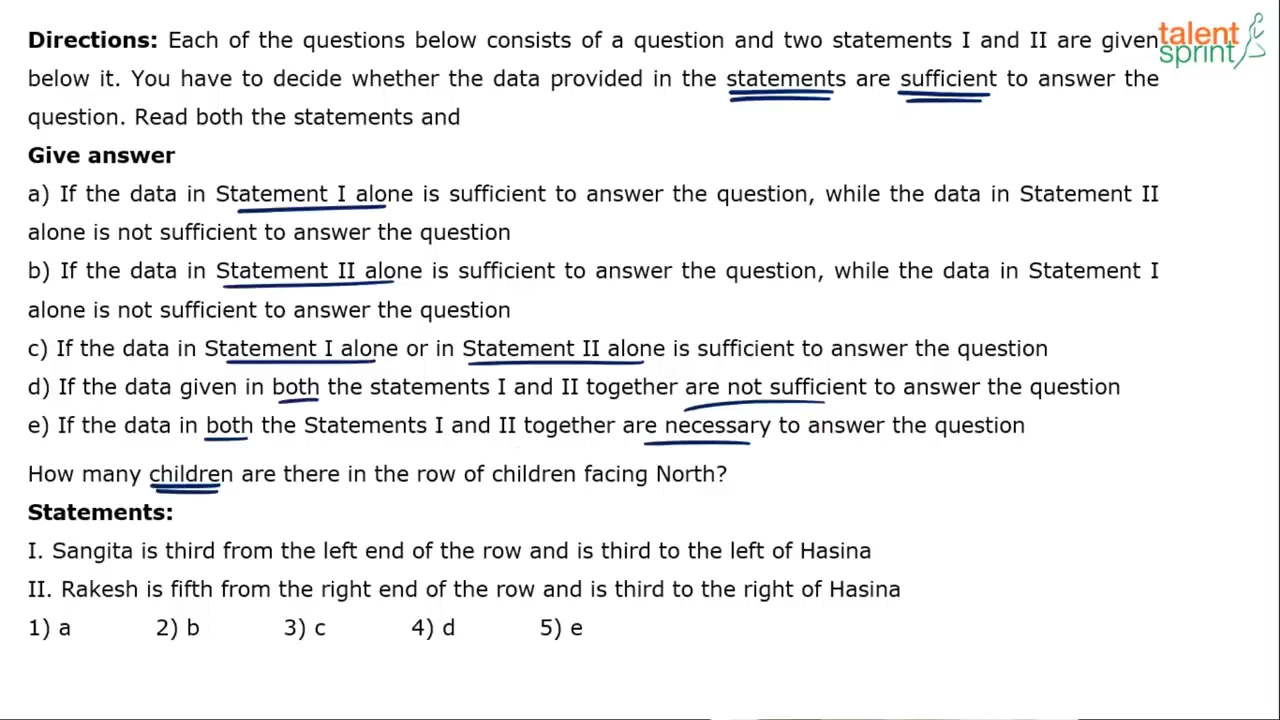 Directions: Each of the questions below consists of a question and two statements I and II are given
below it. You have to decide whether the data provided in the statements are sufficient to answer the
question. Read both the statements and
Give answer
a) If the data in Statement I alone is sufficient to answer the question, while the data in Statement II
alone is not sufficient to answer the question
b) If the data in Statement II alone is sufficient to answer the question, while the data in Statement I
alone is not sufficient to answer the question
c) If the data in Statement I alone or in Statement II alone is sufficient to answer the question
d) If the data given in both the statements I and II together are not sufficient to answer the question
e) If the data in both the Statements I and II together are necessary to answer the question
How many children are there in the row of children facing North?
Statements:
I. Sangita is third from the left end of the row and is third to the left of Hasina
II. Rakesh is fifth from the right end of the row and is third to the right of Hasina
1) a 2) b 3) c 4) d 5) e
talent
sprint